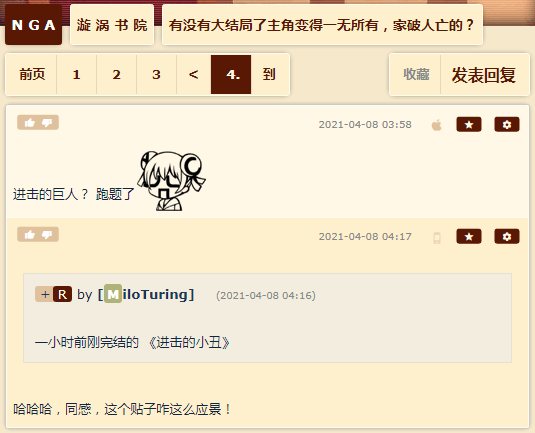 NGA 漩涡书院 有没有大结局了主角变得一无所有，家破人亡的？
前页 1 2 3 < 4. 到 收藏 发表回复
2021-04-08 03:58
进击的巨人？ 跑题了
2021-04-08 04:17
+ R by [MiloTuring] (2021-04-08 04:16)
一小时前刚完结的 《进击的小丑》
哈哈哈，同感，这个贴子咋这么应景！